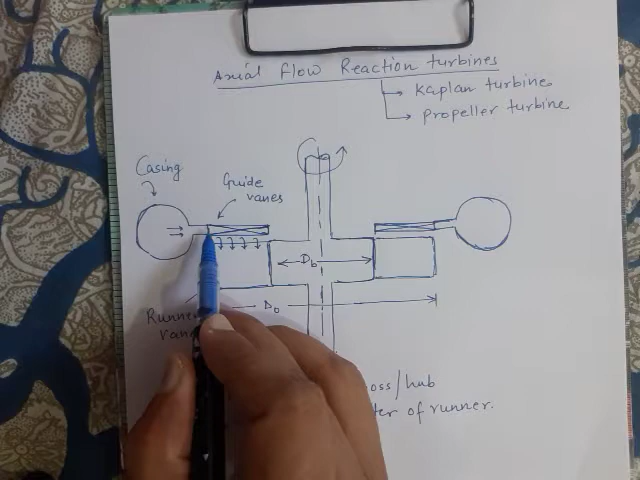 Axial Flow Reaction turbines
→ Kaplan turbine
→ propeller turbine
Casing
Guide
vanes
Db
Do
Runner
van
oss/hub
ter of runner.